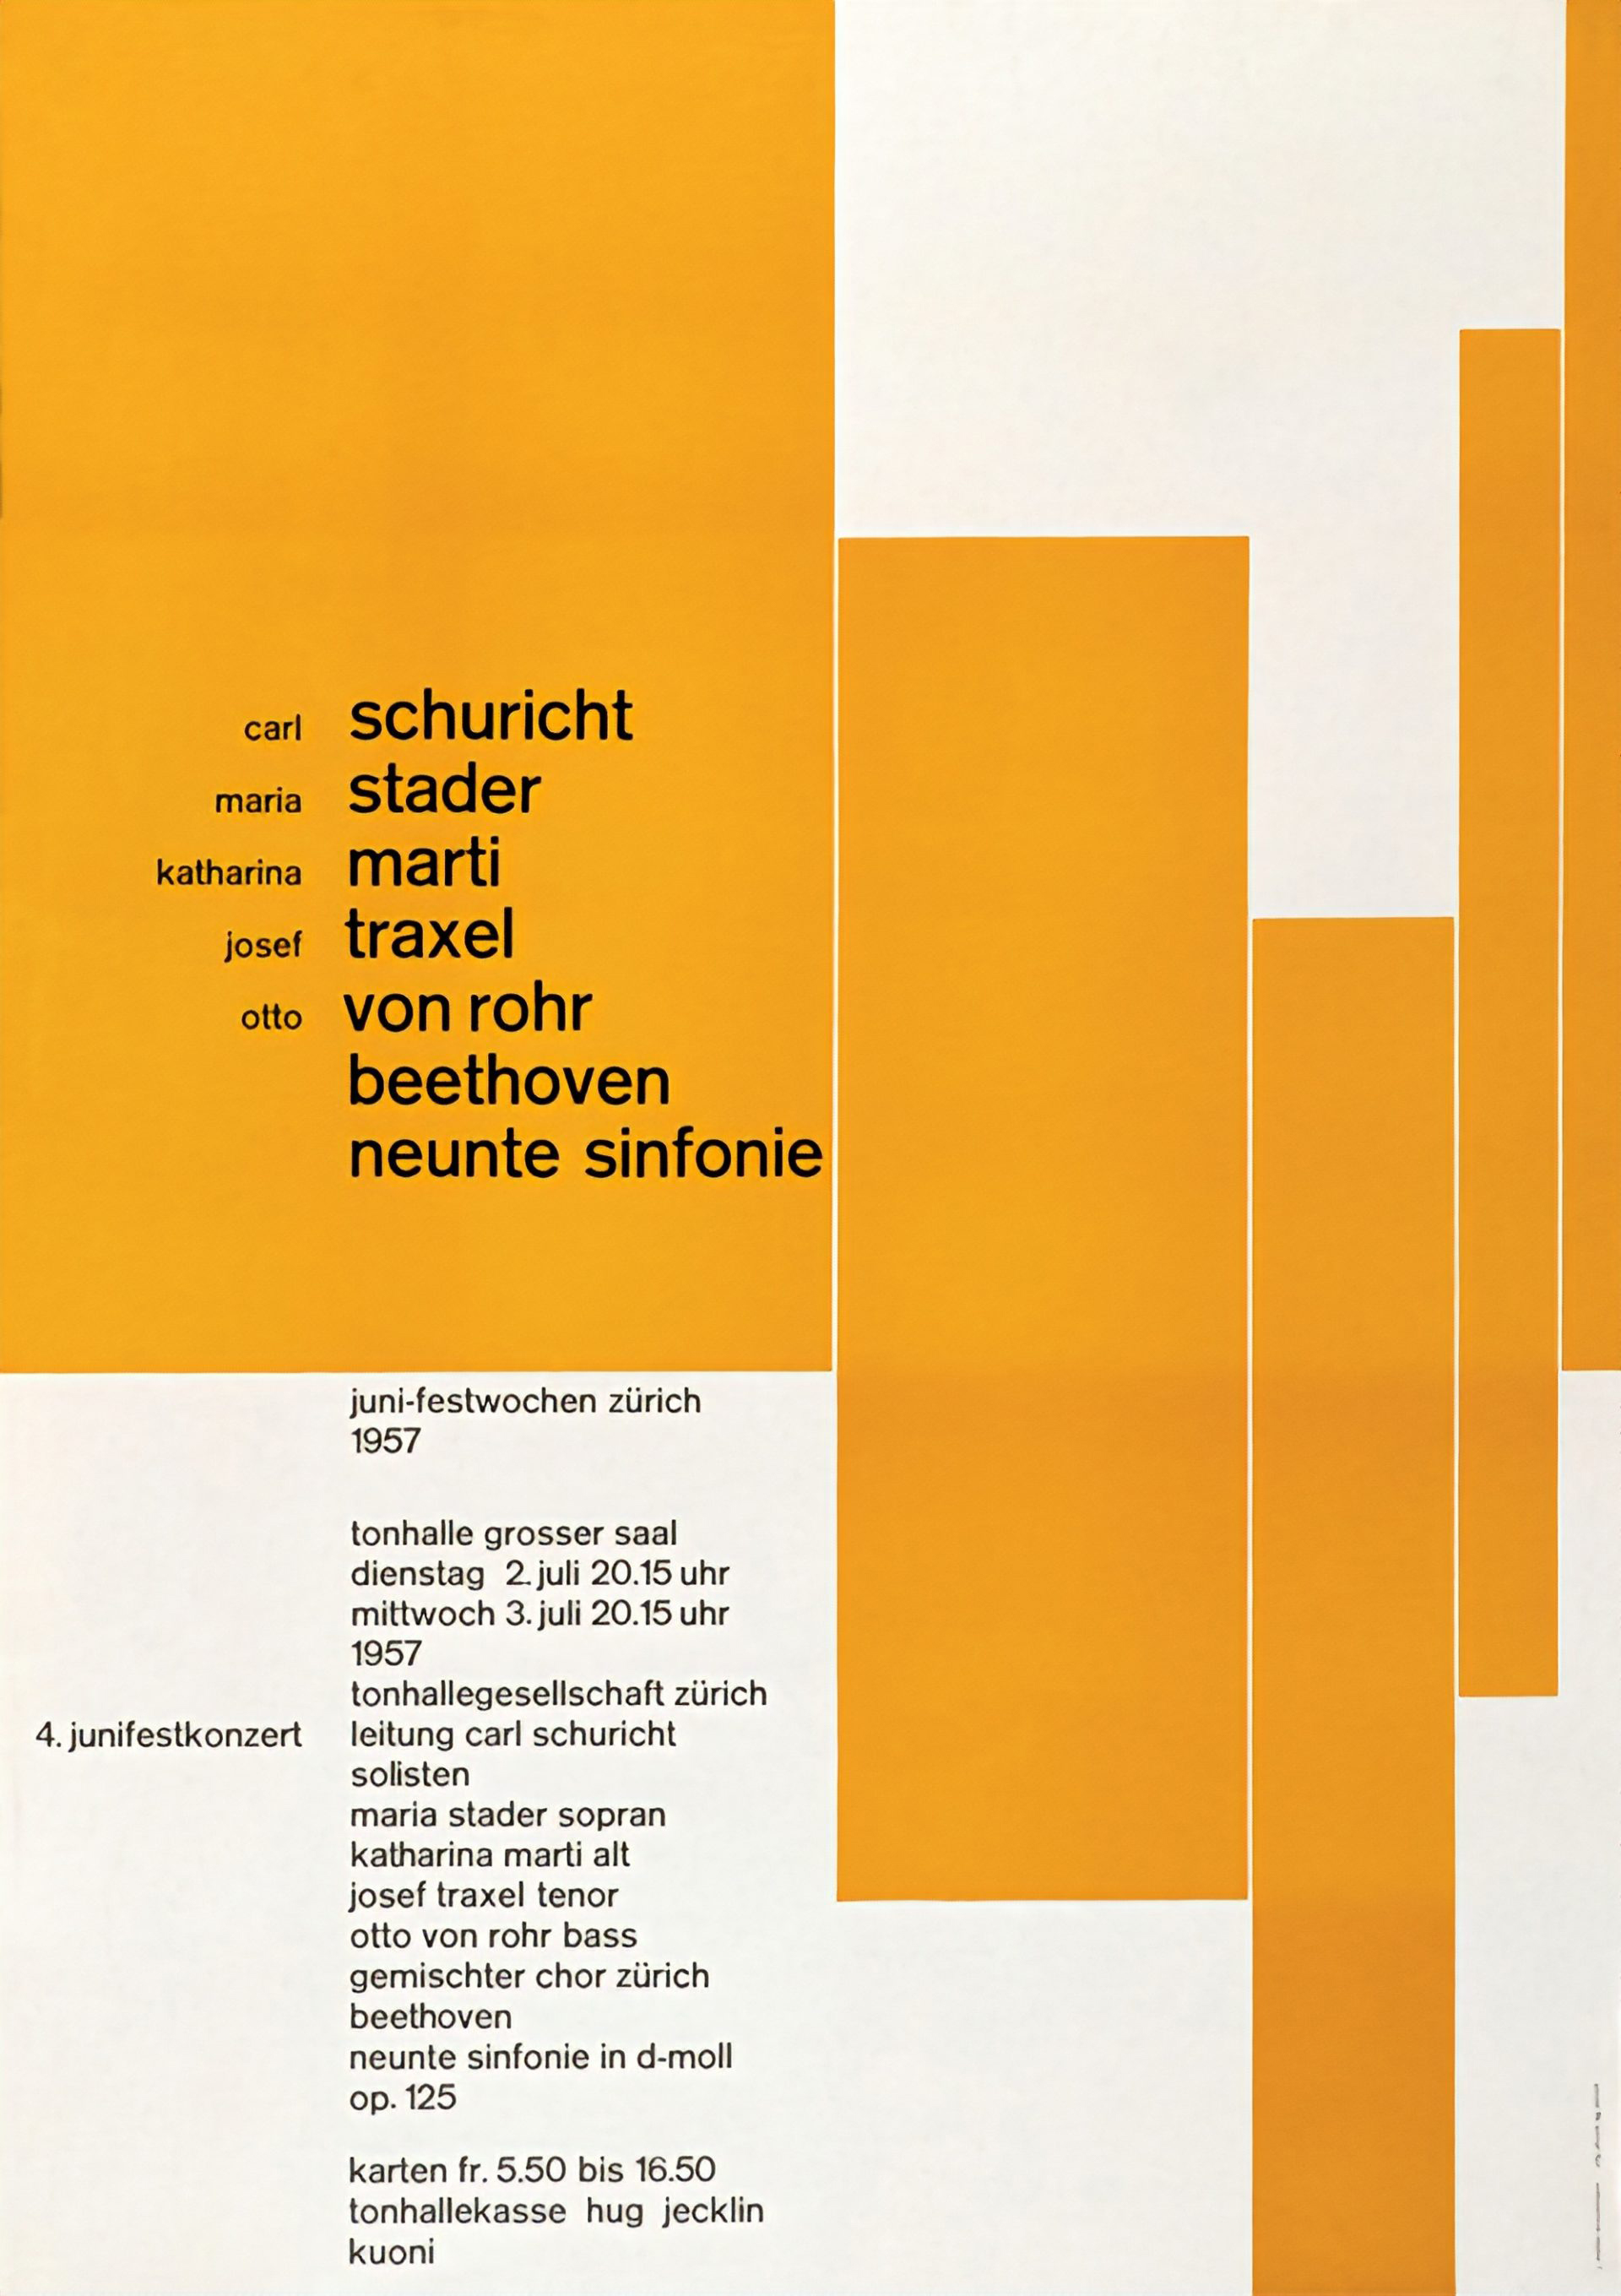 carl schuricht
maria stader
katharina marti
josef traxel
otto von rohr
beethoven
neunte sinfonie
juni-festwochen zürich
1957
tonhalle grosser saal
dienstag 2. juli 20.15 uhr
mittwoch 3. juli 20.15 uhr
1957
tonhallegesellschaft zürich
4. junifestkonzert leitung carl schuricht
solisten
maria stader sopran
katharina marti alt
josef traxel tenor
otto von rohr bass
gemischter chor zürich
beethoven
neunte sinfonie in d-moll
op. 125
karten fr. 5.50 bis 16.50
tonhallekasse hug jecklin
kuoni